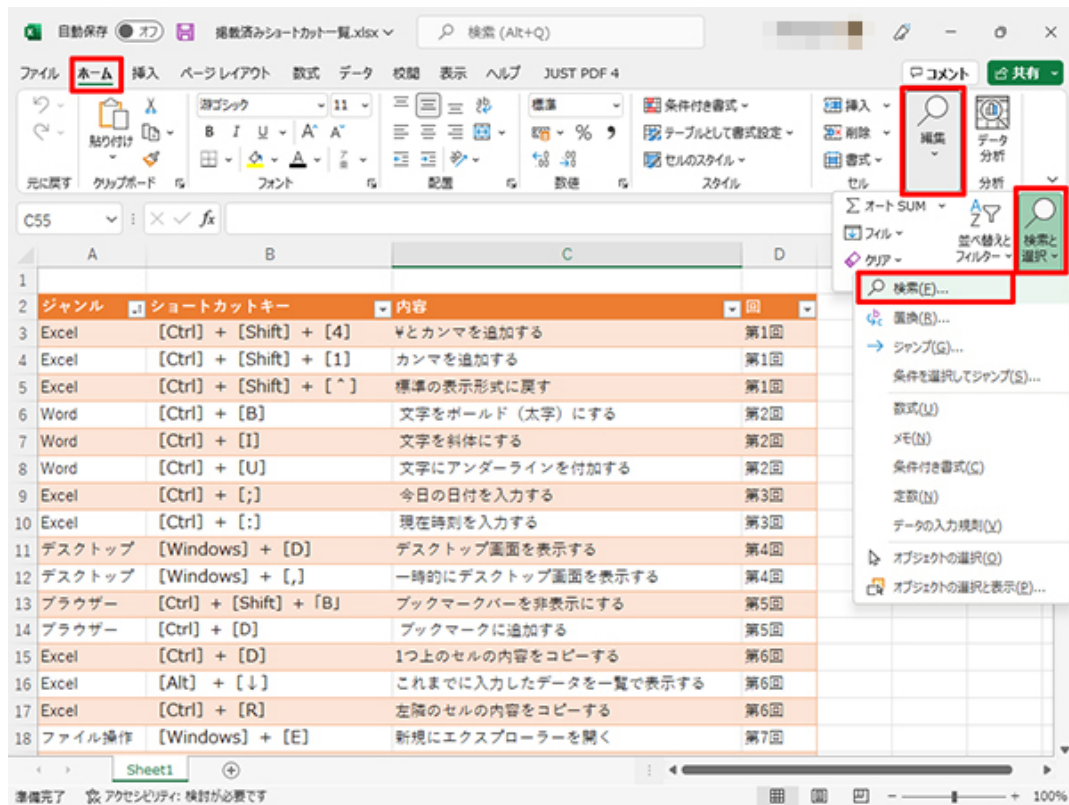 自動保存 オフ 掲載済みショートカット一覧.xlsx 検索 (Alt+Q)
ファイル ホーム 挿入 ページ レイアウト 数式 データ 校閲 表示 ヘルプ JUST PDF 4 コメント 共有
貼り付け 游ゴシック 11 標準 条件付き書式 挿入 編集 データ分析
B I U A A % テーブルとして書式設定 削除
A セルのスタイル 書式
元に戻す クリップボード フォント 配置 数値 スタイル セル 分析
C55 fx
Σ オート SUM
フィル
クリア
並べ替えとフィルター
検索と選択
検索(F)...
置換(R)...
ジャンプ(G)...
条件を選択してジャンプ(S)...
数式(U)
メモ(N)
条件付き書式(C)
定数(N)
データの入力規則(V)
オブジェクトの選択(O)
オブジェクトの選択と表示(P)...
A B C D
1
2 ジャンル ショートカットキー 内容 回
3 Excel [Ctrl] + [Shift] + [4] ¥とカンマを追加する 第1回
4 Excel [Ctrl] + [Shift] + [1] カンマを追加する 第1回
5 Excel [Ctrl] + [Shift] + [^] 標準の表示形式に戻す 第1回
6 Word [Ctrl] + [B] 文字をボールド（太字）にする 第2回
7 Word [Ctrl] + [I] 文字を斜体にする 第2回
8 Word [Ctrl] + [U] 文字にアンダーラインを付加する 第2回
9 Excel [Ctrl] + [;] 今日の日付を入力する 第3回
10 Excel [Ctrl] + [:] 現在時刻を入力する 第3回
11 デスクトップ [Windows] + [D] デスクトップ画面を表示する 第4回
12 デスクトップ [Windows] + [,] 一時的にデスクトップ画面を表示する 第4回
13 ブラウザー [Ctrl] + [Shift] + 「B」 ブックマークバーを非表示にする 第5回
14 ブラウザー [Ctrl] + [D] ブックマークに追加する 第5回
15 Excel [Ctrl] + [D] 1つ上のセルの内容をコピーする 第6回
16 Excel [Alt] + [↓] これまでに入力したデータを一覧で表示する 第6回
17 Excel [Ctrl] + [R] 左隣のセルの内容をコピーする 第6回
18 ファイル操作 [Windows] + [E] 新規にエクスプローラーを開く 第7回
Sheet1
準備完了 アクセシビリティ: 検討が必要です 100%